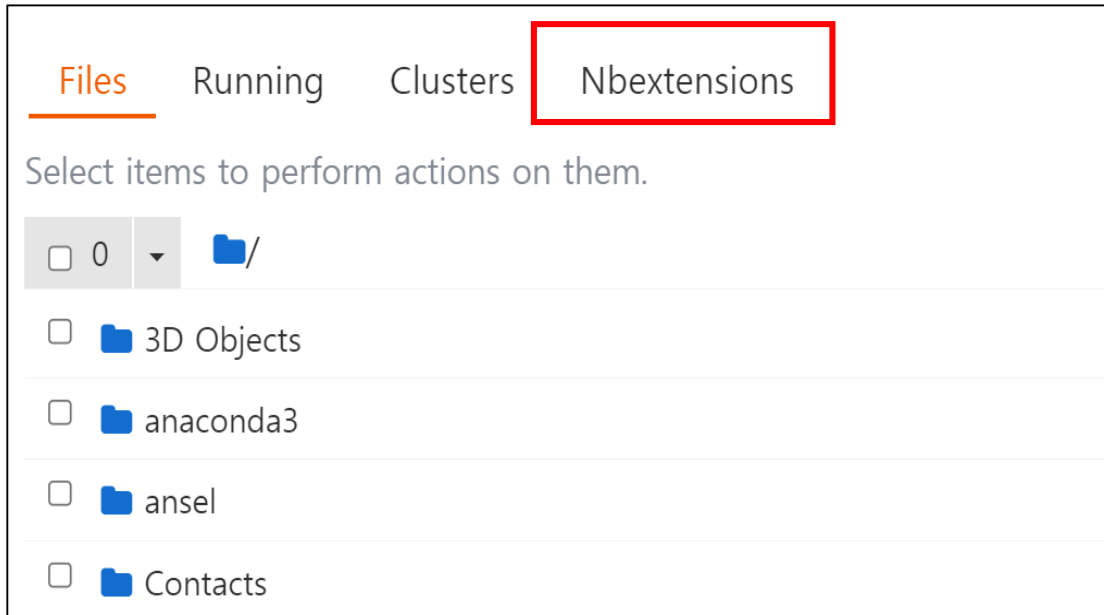 Files Running Clusters Nbextensions
Select items to perform actions on them.
0 /
3D Objects
anaconda3
ansel
Contacts